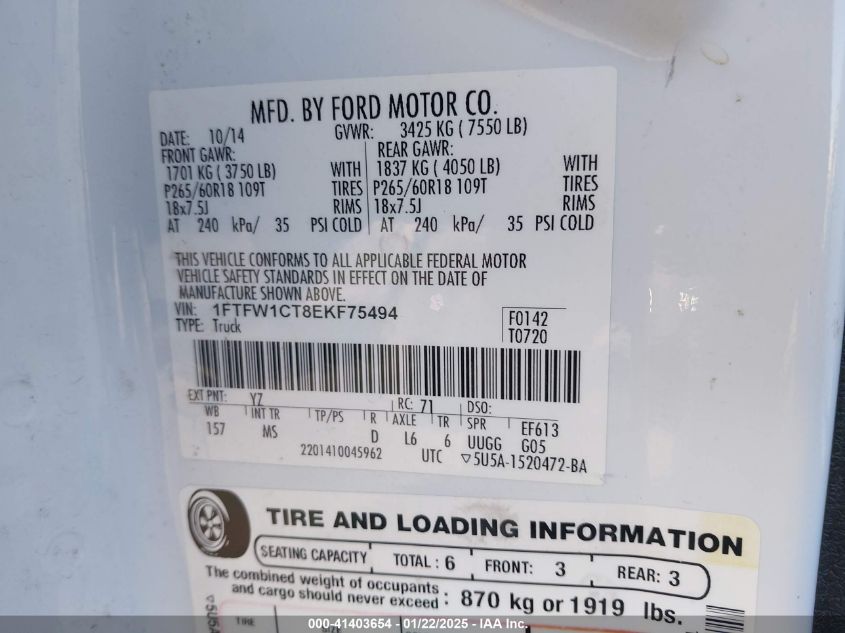 MFD. BY FORD MOTOR CO.
DATE: 10/14 GVWR: 3425 KG ( 7550 LB)
FRONT GAWR: REAR GAWR:
1701 KG ( 3750 LB) WITH 1837 KG ( 4050 LB) WITH
P265/60R18 109T TIRES P265/60R18 109T TIRES
18x7.5J RIMS 18x7.5J RIMS
AT 240 kPa/ 35 PSI COLD AT 240 kPa/ 35 PSI COLD
THIS VEHICLE CONFORMS TO ALL APPLICABLE FEDERAL MOTOR
VEHICLE SAFETY STANDARDS IN EFFECT ON THE DATE OF
MANUFACTURE SHOWN ABOVE.
VIN: 1FTFW1CT8EKF75494 F0142
TYPE: Truck T0720
EXT PNT: YZ RC: 71 DSO:
WB INT TR TP/PS R AXLE TR SPR EF613
157 MS D L6 6 UUGG G05
2201410045962 UTC ▽5U5A-1520472-BA
TIRE AND LOADING INFORMATION
SEATING CAPACITY TOTAL : 6 FRONT: 3 REAR: 3
The combined weight of occupants
and cargo should never exceed : 870 kg or 1919 lbs.
TIRE
000-41403654 - 01/22/2025 - IAA Inc.